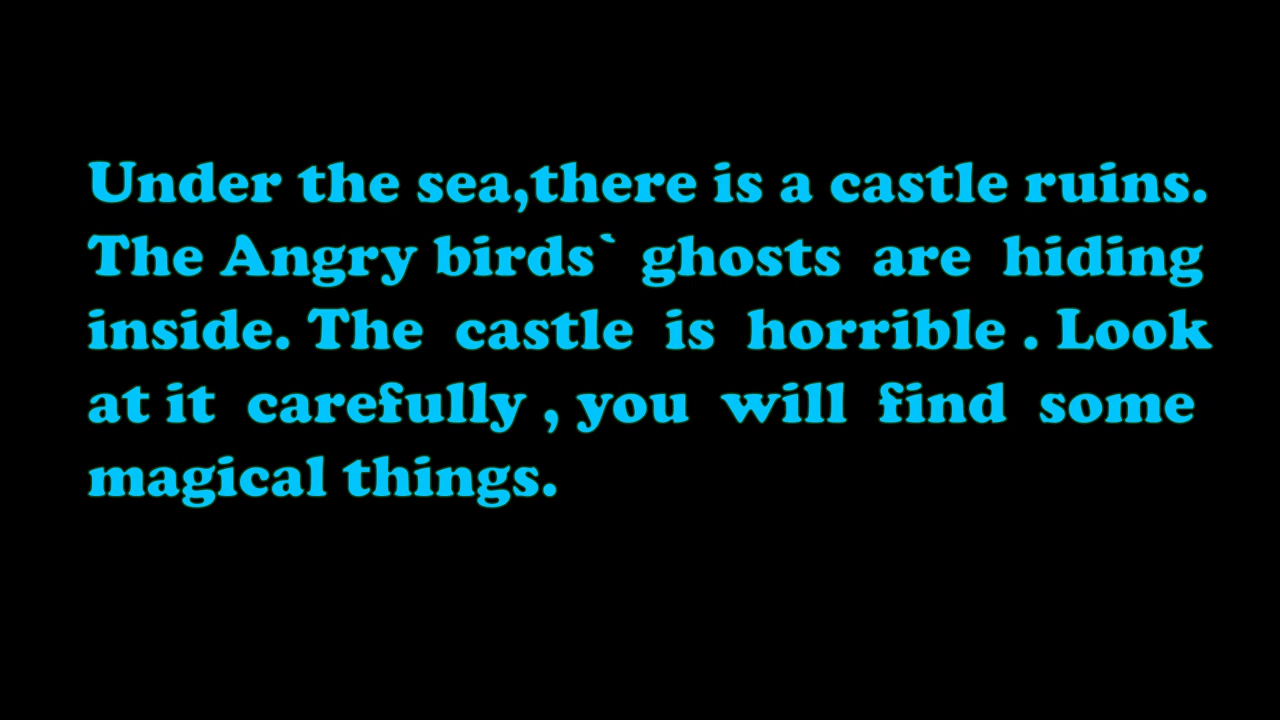 Under the sea,there is a castle ruins.
The Angry birds` ghosts are hiding
inside. The castle is horrible . Look
at it carefully , you will find some
magical things.